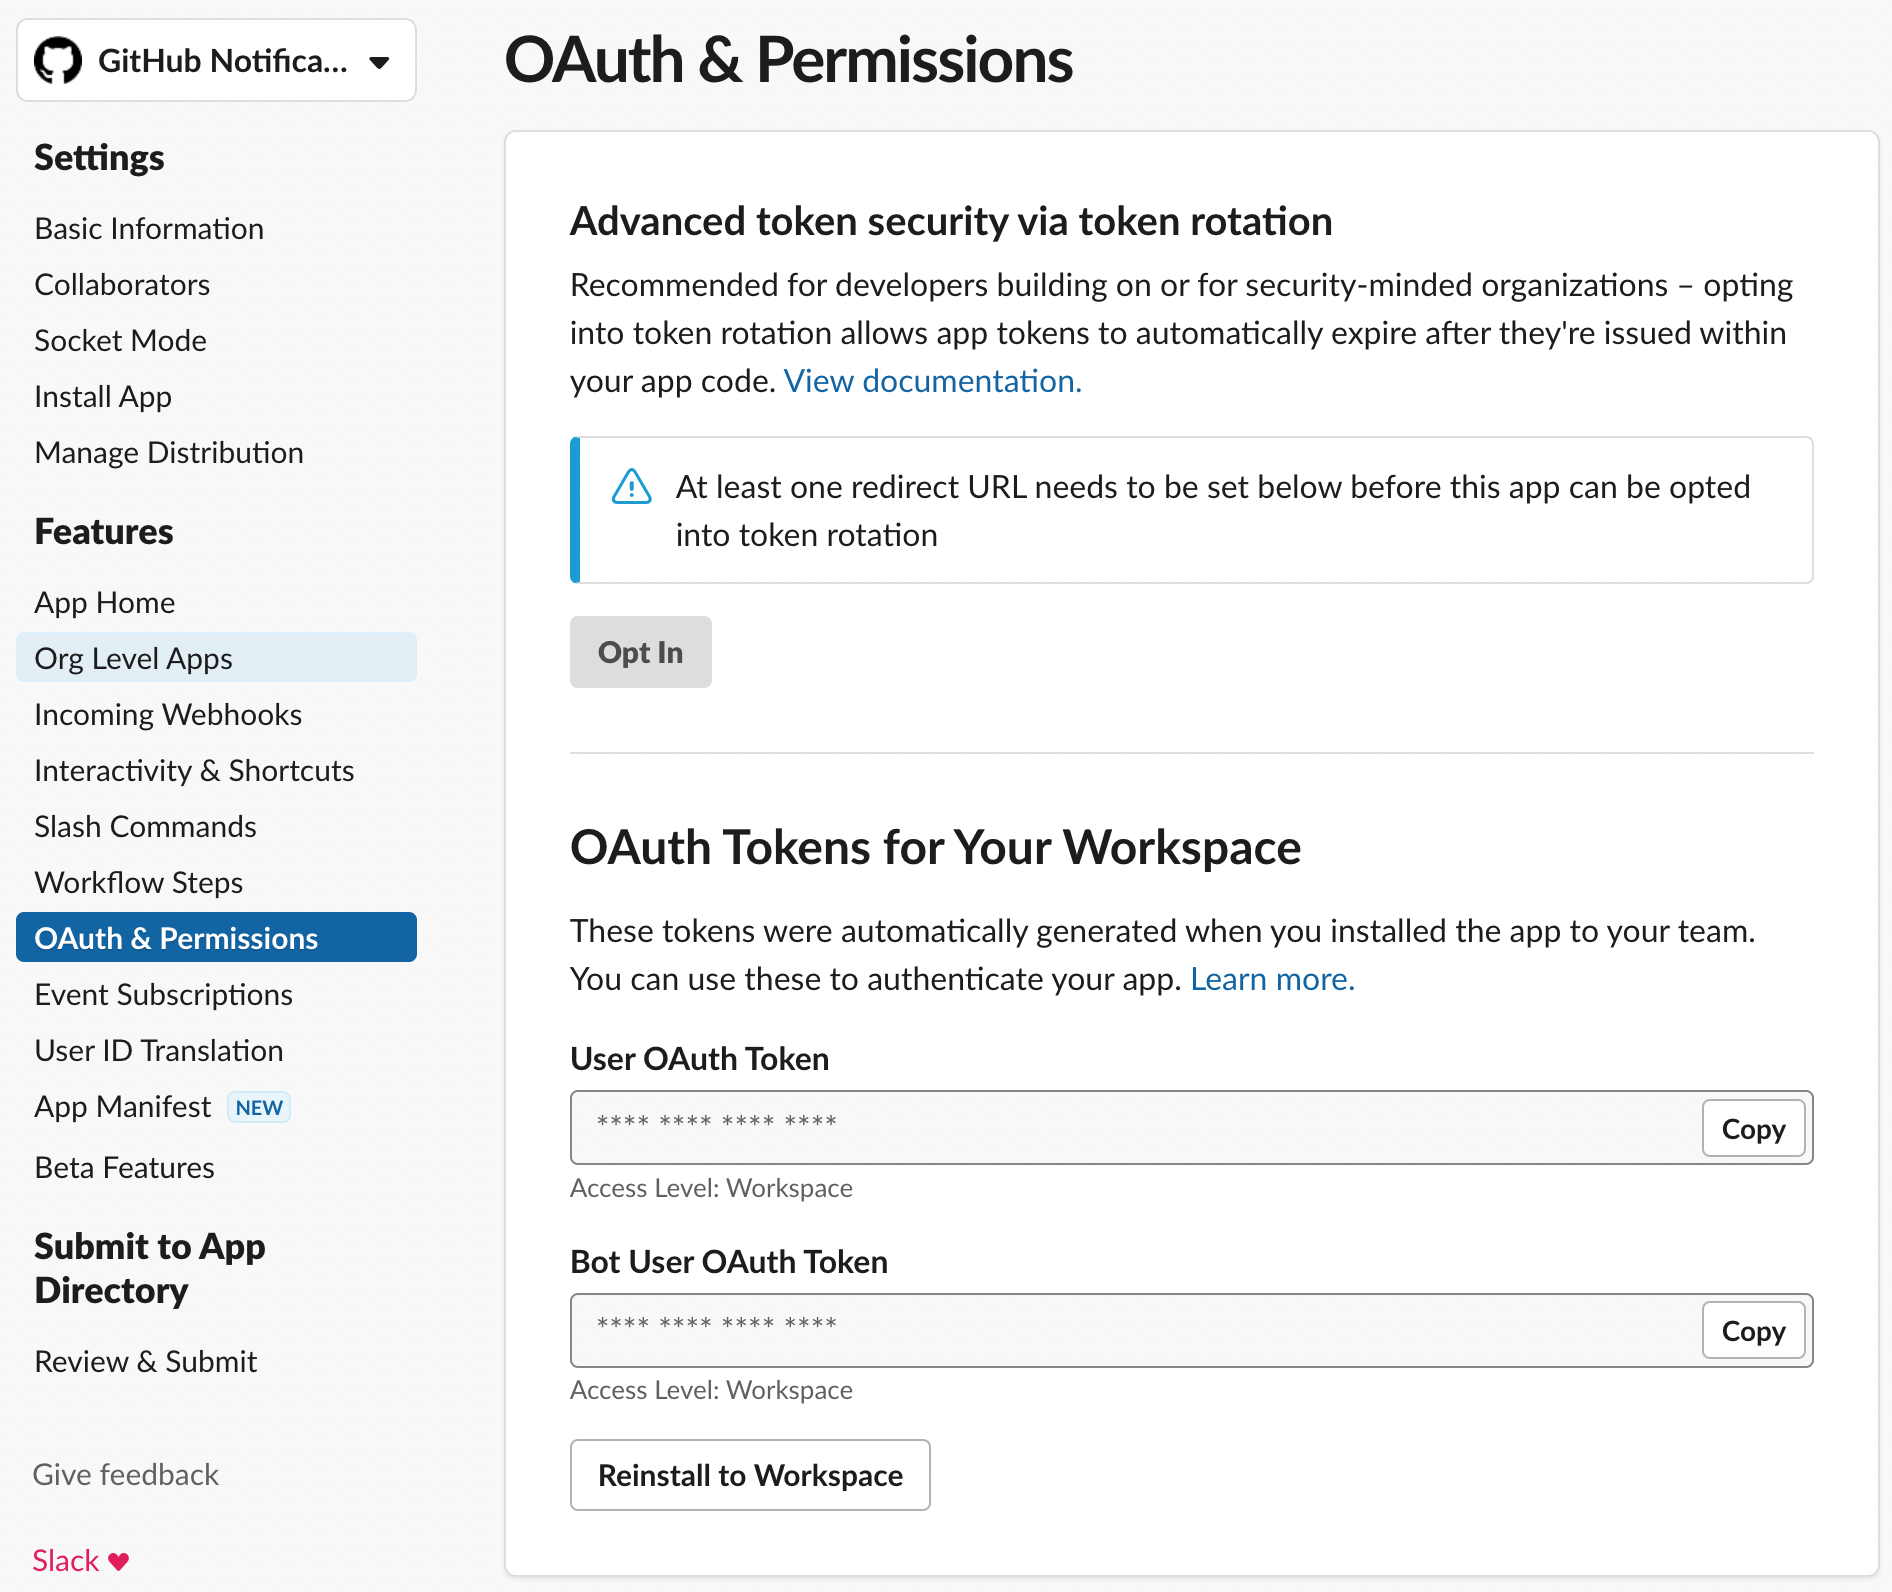 GitHub Notifica...
Settings
Basic Information
Collaborators
Socket Mode
Install App
Manage Distribution
Features
App Home
Org Level Apps
Incoming Webhooks
Interactivity & Shortcuts
Slash Commands
Workflow Steps
OAuth & Permissions
Event Subscriptions
User ID Translation
App Manifest NEW
Beta Features
Submit to App
Directory
Review & Submit
Give feedback
Slack ♥
OAuth & Permissions
Advanced token security via token rotation
Recommended for developers building on or for security-minded organizations – opting
into token rotation allows app tokens to automatically expire after they're issued within
your app code. View documentation.
At least one redirect URL needs to be set below before this app can be opted
into token rotation
Opt In
OAuth Tokens for Your Workspace
These tokens were automatically generated when you installed the app to your team.
You can use these to authenticate your app. Learn more.
User OAuth Token
**** **** **** **** Copy
Access Level: Workspace
Bot User OAuth Token
**** **** **** **** Copy
Access Level: Workspace
Reinstall to Workspace